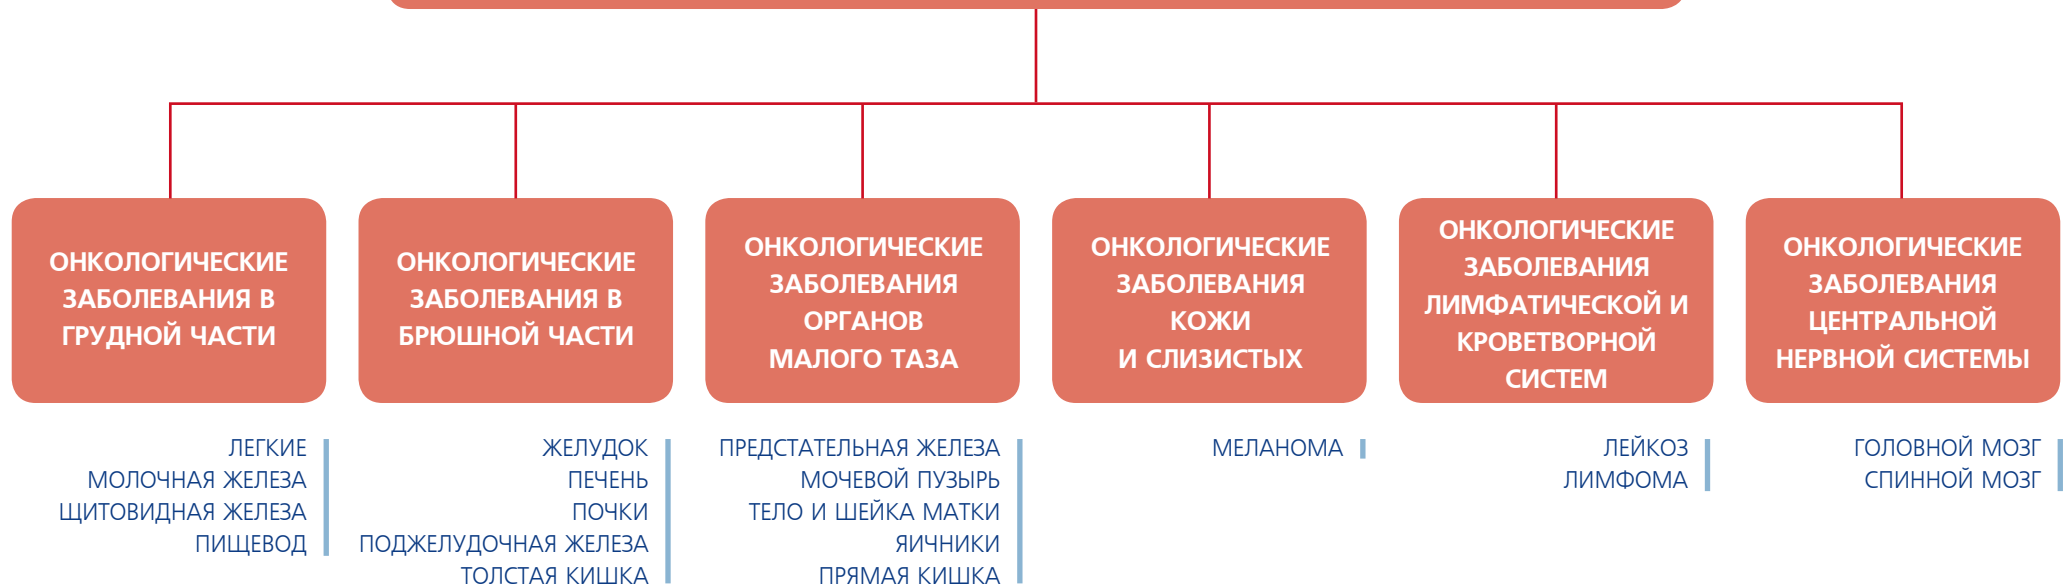 ОНКОЛОГИЧЕСКИЕ
ЗАБОЛЕВАНИЯ В
ГРУДНОЙ ЧАСТИ
ЛЕГКИЕ
МОЛОЧНАЯ ЖЕЛЕЗА
ЩИТОВИДНАЯ ЖЕЛЕЗА
ПИЩЕВОД
ОНКОЛОГИЧЕСКИЕ
ЗАБОЛЕВАНИЯ В
БРЮШНОЙ ЧАСТИ
ЖЕЛУДОК
ПЕЧЕНЬ
ПОЧКИ
ПОДЖЕЛУДОЧНАЯ ЖЕЛЕЗА
ТОЛСТАЯ КИШКА
ОНКОЛОГИЧЕСКИЕ
ЗАБОЛЕВАНИЯ
ОРГАНОВ
МАЛОГО ТАЗА
ПРЕДСТАТЕЛЬНАЯ ЖЕЛЕЗА
МОЧЕВОЙ ПУЗЫРЬ
ТЕЛО И ШЕЙКА МАТКИ
ЯИЧНИКИ
ПРЯМАЯ КИШКА
ОНКОЛОГИЧЕСКИЕ
ЗАБОЛЕВАНИЯ
КОЖИ
И СЛИЗИСТЫХ
МЕЛАНОМА
ОНКОЛОГИЧЕСКИЕ
ЗАБОЛЕВАНИЯ
ЛИМФАТИЧЕСКОЙ И
КРОВЕТВОРНОЙ
СИСТЕМ
ЛЕЙКОЗ
ЛИМФОМА
ОНКОЛОГИЧЕСКИЕ
ЗАБОЛЕВАНИЯ
ЦЕНТРАЛЬНОЙ
НЕРВНОЙ СИСТЕМЫ
ГОЛОВНОЙ МОЗГ
СПИННОЙ МОЗГ